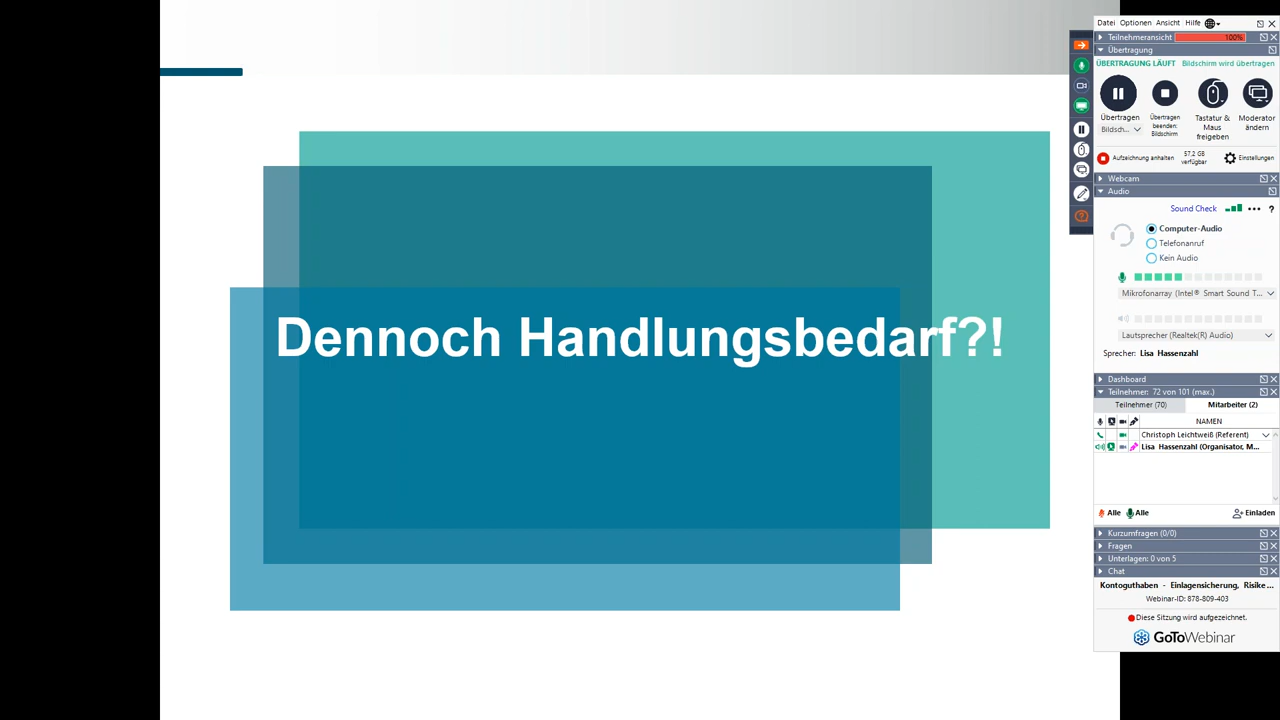 Dennoch Handlungsbedarf?!
Datei Optionen Ansicht Hilfe
Teilnehmeransicht 100%
Übertragung
ÜBERTRAGUNG LÄUFT Bildschirm wird übertragen
Übertragen
Bildsch...
Übertragen beenden: Bildschirm
Tastatur & Maus freigeben
Moderator ändern
Aufzeichnung anhalten
57,2 GB verfügbar
Einstellungen
Webcam
Audio
Sound Check ?
Computer-Audio
Telefonanruf
Kein Audio
Mikrofonarray (Intel® Smart Sound T...
Lautsprecher (Realtek(R) Audio)
Sprecher: Lisa Hassenzahl
Dashboard
Teilnehmer: 72 von 101 (max.)
Teilnehmer (70) Mitarbeiter (2)
NAMEN
Christoph Leichtweiß (Referent)
Lisa Hassenzahl (Organisator, M...
Alle Alle Einladen
Kurzumfragen (0/0)
Fragen
Unterlagen: 0 von 5
Chat
Kontoguthaben - Einlagensicherung, Risike...
Webinar-ID: 878-809-403
Diese Sitzung wird aufgezeichnet.
GoToWebinar